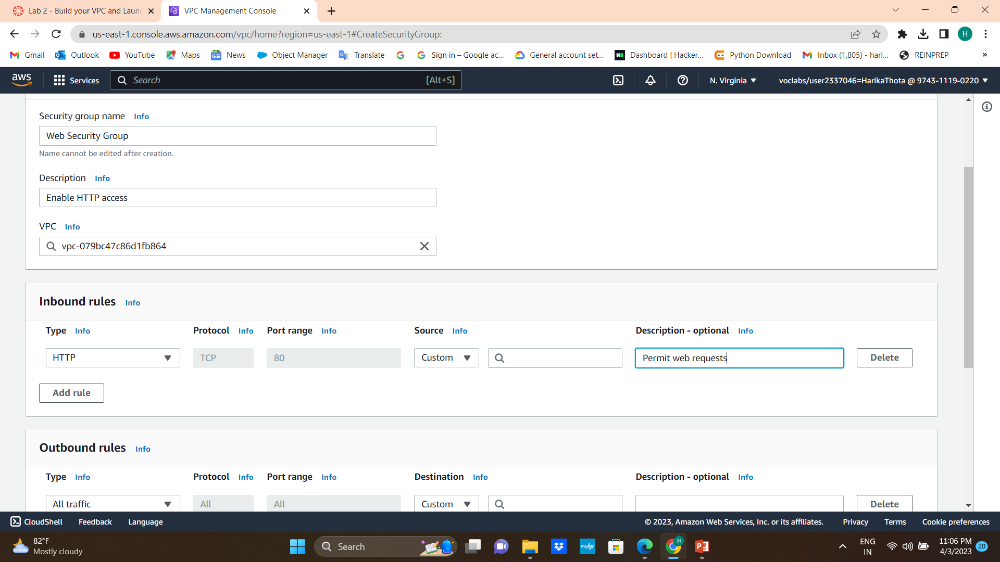 Lab 2 - Build your VPC and Laun
VPC Management Console
us-east-1.console.aws.amazon.com/vpc/home?region=us-east-1#CreateSecurityGroup:
H
Gmail
Outlook
YouTube
Maps
News
Object Manager
Translate
Sign in – Google ac...
General account set...
Dashboard | Hacker...
Python Download
Inbox (1,805) - hari...
REINPREP
»
aws
Services
Search
[Alt+S]
N. Virginia
voclabs/user2337046=HarikaThota @ 9743-1119-0220
Security group name Info
Web Security Group
Name cannot be edited after creation.
Description Info
Enable HTTP access
VPC Info
vpc-079bc47c86d1fb864
Inbound rules Info
Type Info Protocol Info Port range Info Source Info Description - optional Info
HTTP TCP 80 Custom Permit web requests Delete
Add rule
Outbound rules Info
Type Info Protocol Info Port range Info Destination Info Description - optional Info
All traffic All All Custom Delete
CloudShell Feedback Language © 2023, Amazon Web Services, Inc. or its affiliates. Privacy Terms Cookie preferences
82°F
Mostly cloudy
Search
myhp
H
ENG
IN
11:06 PM
4/3/2023
20